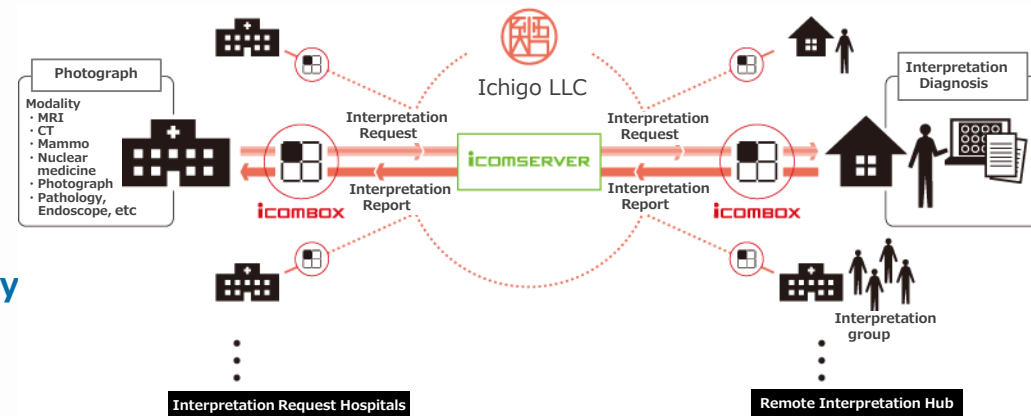 Photograph
Modality
・MRI
・CT
・Mammo
・Nuclear
medicine
・Photograph
・Pathology,
Endoscope, etc
y
icombox
Interpretation
Request
Interpretation
Report
Ichigo LLC
icomserver
Interpretation
Request
Interpretation
Report
icombox
Interpretation
Diagnosis
Interpretation
group
Interpretation Request Hospitals
Remote Interpretation Hub